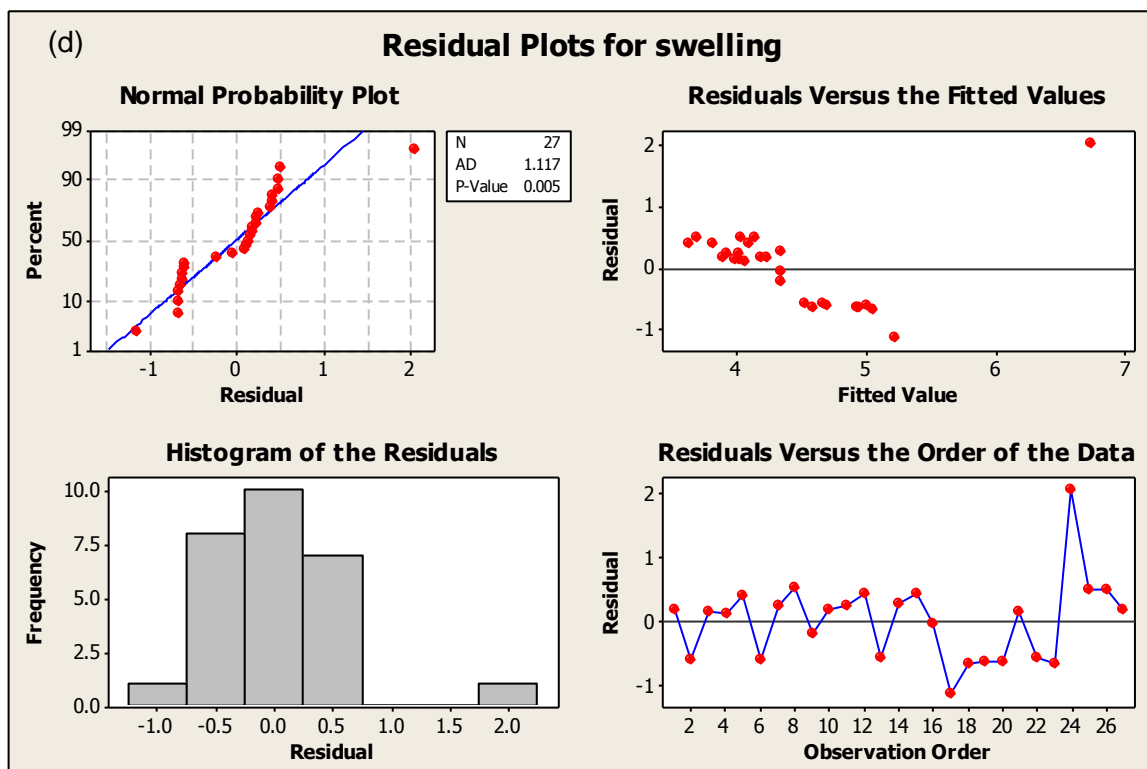 (d)
Residual Plots for swelling
Normal Probability Plot
99
90
50
10
1
Percent
-1
0
1
2
Residual
N 27
AD 1.117
P-Value 0.005
Residuals Versus the Fitted Values
2
1
0
-1
Residual
4
5
6
7
Fitted Value
Histogram of the Residuals
10.0
7.5
5.0
2.5
0.0
Frequency
-1.0
-0.5
0.0
0.5
1.0
1.5
2.0
Residual
Residuals Versus the Order of the Data
2
1
0
-1
Residual
2
4
6
8
10
12
14
16
18
20
22
24
26
Observation Order